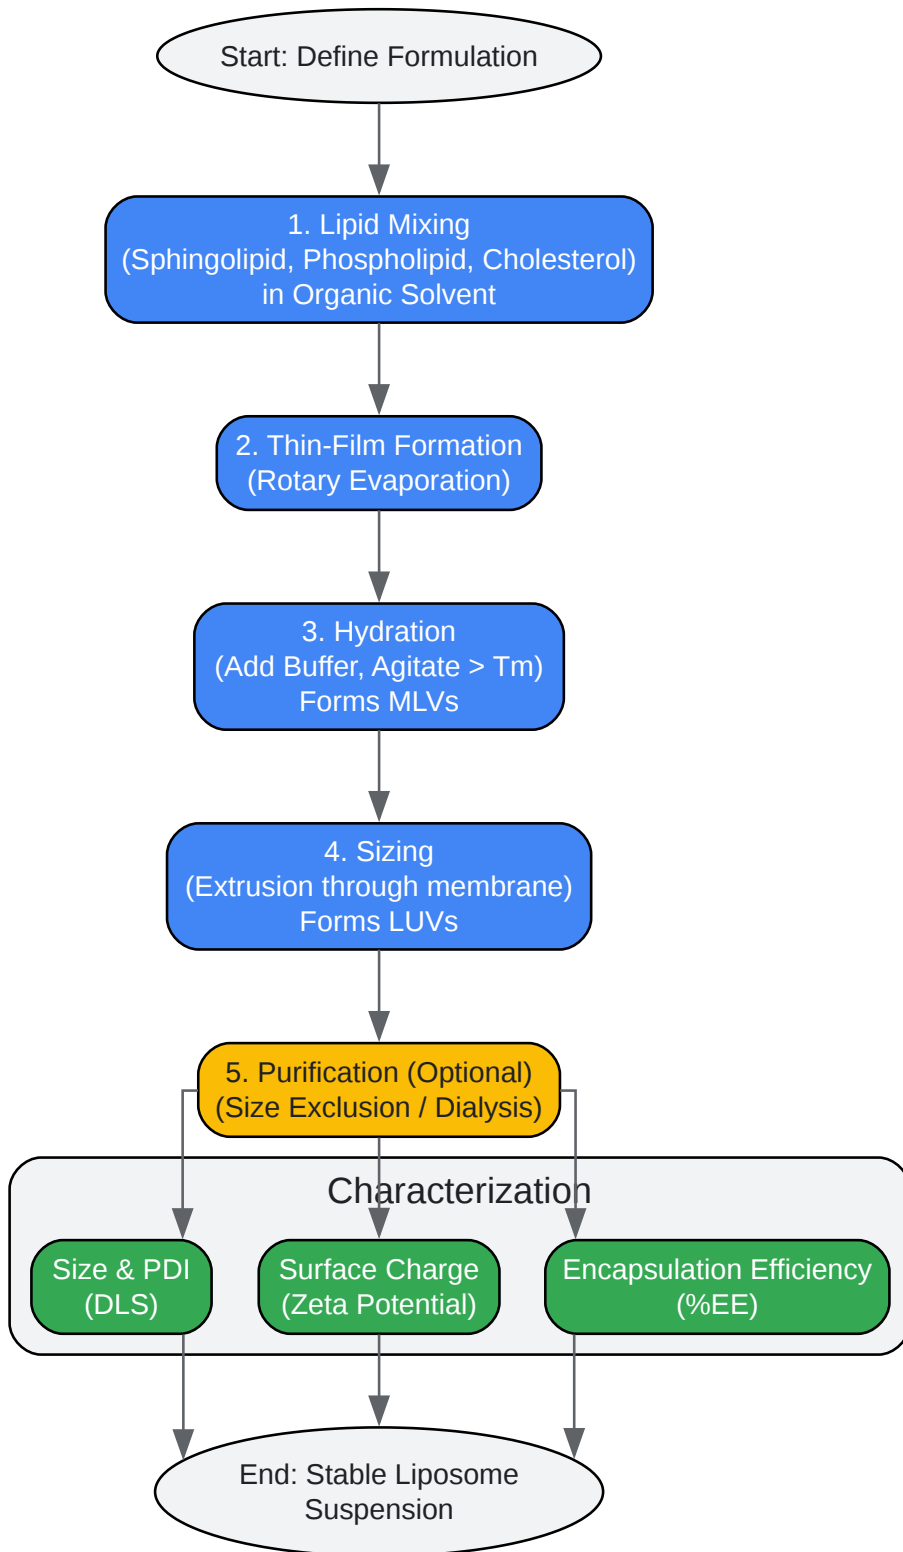 Start: Define Formulation
1. Lipid Mixing
(Sphingolipid, Phospholipid, Cholesterol)
in Organic Solvent
2. Thin-Film Formation
(Rotary Evaporation)
3. Hydration
(Add Buffer, Agitate > Tm)
Forms MLVs
4. Sizing
(Extrusion through membrane)
Forms LUVs
5. Purification (Optional)
(Size Exclusion / Dialysis)
Characterization
Size & PDI
(DLS)
Surface Charge
(Zeta Potential)
Encapsulation Efficiency
(%EE)
End: Stable Liposome
Suspension